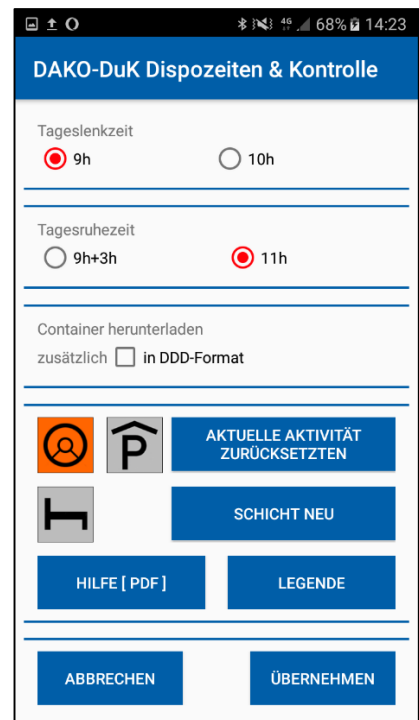 4G 68% 14:23
DAKO-DuK Dispozeiten & Kontrolle
Tageslenkzeit
9h 10h
Tagesruhezeit
9h+3h 11h
Container herunterladen
zusätzlich in DDD-Format
P AKTUELLE AKTIVITÄT
ZURÜCKSETZTEN
SCHICHT NEU
HILFE [ PDF ] LEGENDE
ABBRECHEN ÜBERNEHMEN